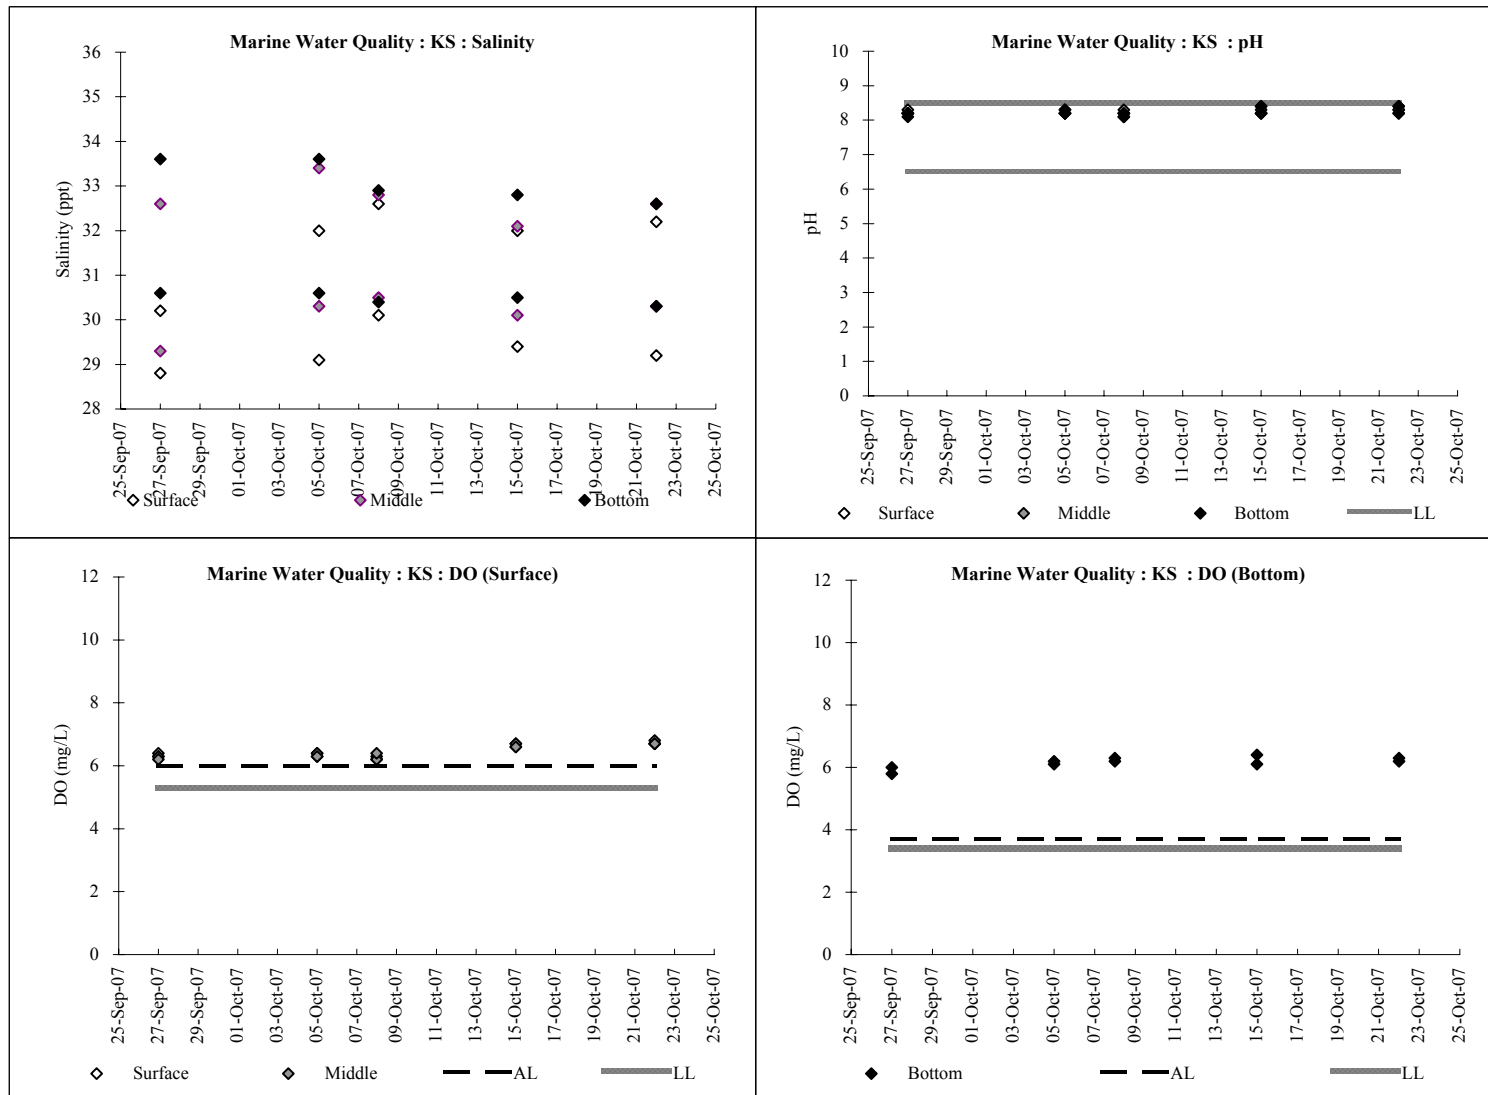 Marine Water Quality : KS : Salinity
36
35
34
33
32
31
30
29
28
Salinity (ppt)
25-Sep-07
27-Sep-07
29-Sep-07
01-Oct-07
03-Oct-07
05-Oct-07
07-Oct-07
09-Oct-07
11-Oct-07
13-Oct-07
15-Oct-07
17-Oct-07
19-Oct-07
21-Oct-07
23-Oct-07
25-Oct-07
Surface Middle Bottom
Marine Water Quality : KS : pH
10
9
8
7
6
5
4
3
2
1
0
pH
25-Sep-07
27-Sep-07
29-Sep-07
01-Oct-07
03-Oct-07
05-Oct-07
07-Oct-07
09-Oct-07
11-Oct-07
13-Oct-07
15-Oct-07
17-Oct-07
19-Oct-07
21-Oct-07
23-Oct-07
25-Oct-07
Surface Middle Bottom LL
Marine Water Quality : KS : DO (Surface)
12
10
8
6
4
2
0
DO (mg/L)
25-Sep-07
27-Sep-07
29-Sep-07
01-Oct-07
03-Oct-07
05-Oct-07
07-Oct-07
09-Oct-07
11-Oct-07
13-Oct-07
15-Oct-07
17-Oct-07
19-Oct-07
21-Oct-07
23-Oct-07
25-Oct-07
Surface Middle AL LL
Marine Water Quality : KS : DO (Bottom)
12
10
8
6
4
2
0
DO (mg/L)
25-Sep-07
27-Sep-07
29-Sep-07
01-Oct-07
03-Oct-07
05-Oct-07
07-Oct-07
09-Oct-07
11-Oct-07
13-Oct-07
15-Oct-07
17-Oct-07
19-Oct-07
21-Oct-07
23-Oct-07
25-Oct-07
Bottom AL LL